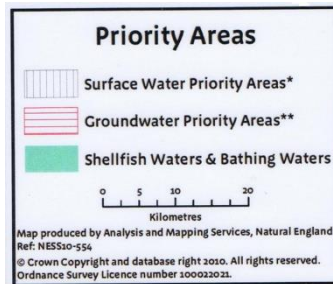 Priority Areas
Surface Water Priority Areas*
Groundwater Priority Areas**
Shellfish Waters & Bathing Waters
0 5 10 20
Kilometres
Map produced by Analysis and Mapping Services, Natural England
Ref: NESS10-554
© Crown Copyright and database right 2010. All rights reserved.
Ordnance Survey Licence number 100022021.